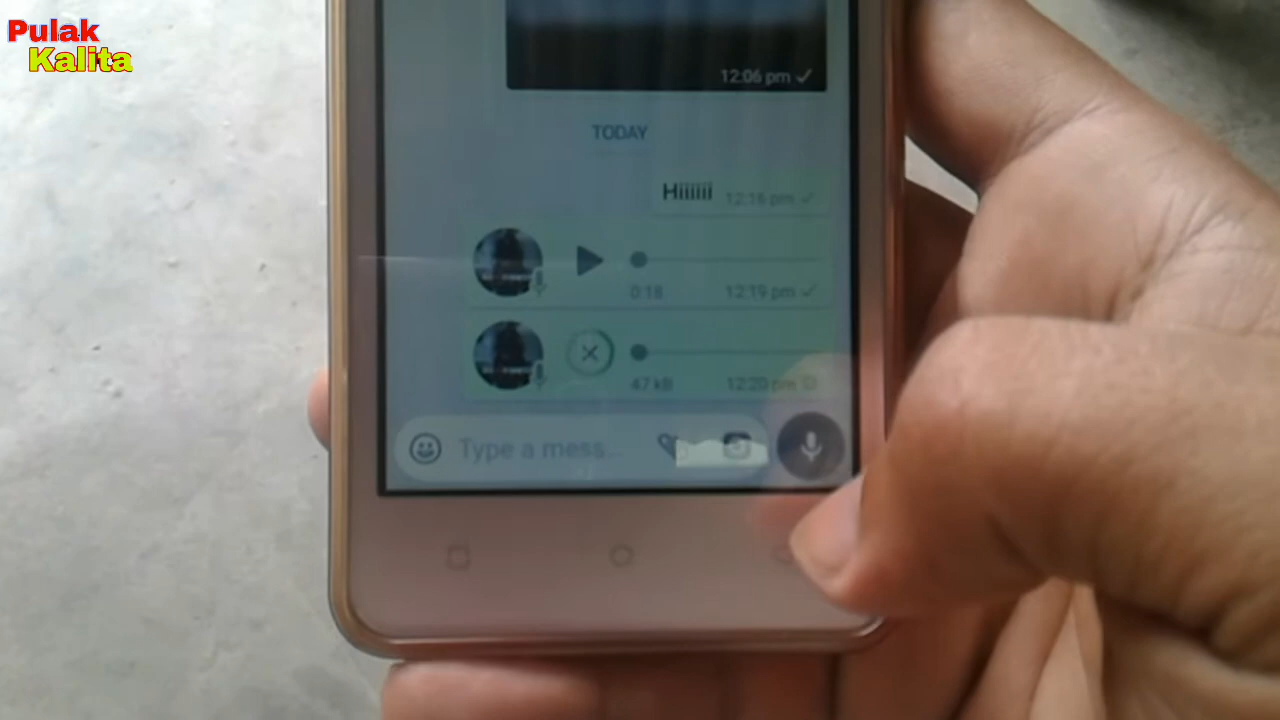 Pulak
Kalita
12:06 pm
TODAY
Hiiiiii 12:16 pm
0:18 12:19 pm
47 kB 12:20 pm
Type a mess...